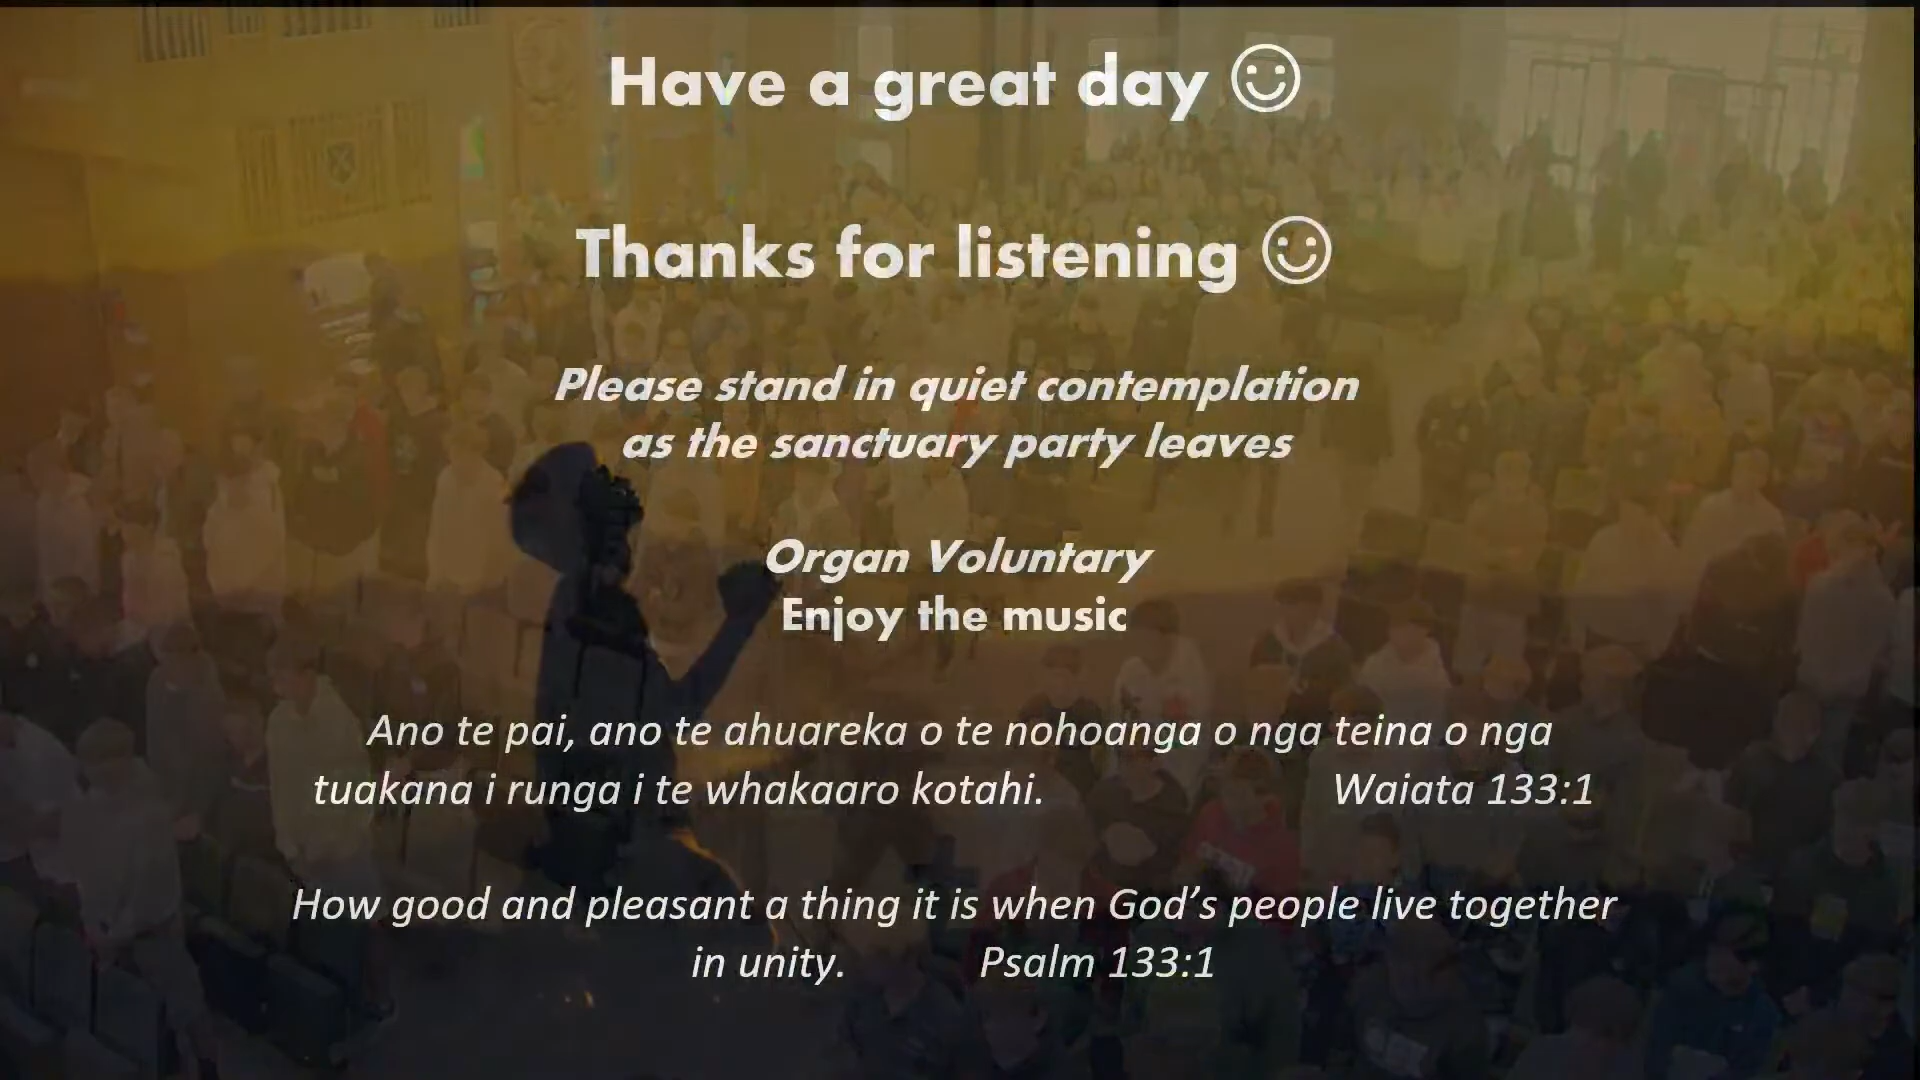 Have a great day ☺
Thanks for listening ☺
Please stand in quiet contemplation
as the sanctuary party leaves
Organ Voluntary
Enjoy the music
Ano te pai, ano te ahuareka o te nohoanga o nga teina o nga
tuakana i runga i te whakaaro kotahi. Waiata 133:1
How good and pleasant a thing it is when God’s people live together
in unity. Psalm 133:1